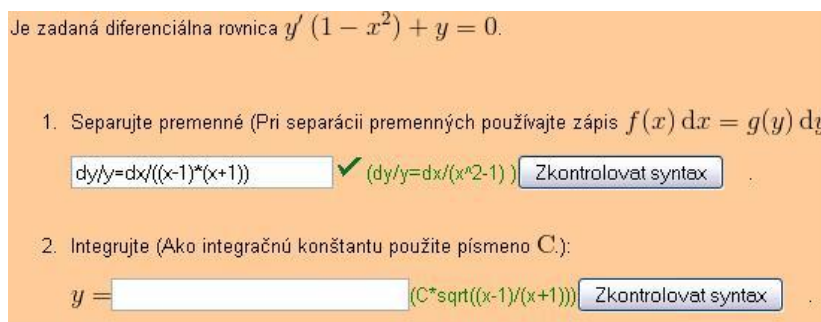 Je zadaná diferenciálna rovnica y′ (1 − x²) + y = 0.
1. Separujte premenné (Pri separácii premenných používajte zápis f(x) dx = g(y) dy
dy/y=dx/((x-1)*(x+1)) ✔ (dy/y=dx/(x^2-1) ) Zkontrolovat syntax .
2. Integrujte (Ako integračnú konštantu použite písmeno C.):
y = (C*sqrt((x-1)/(x+1))) Zkontrolovat syntax .